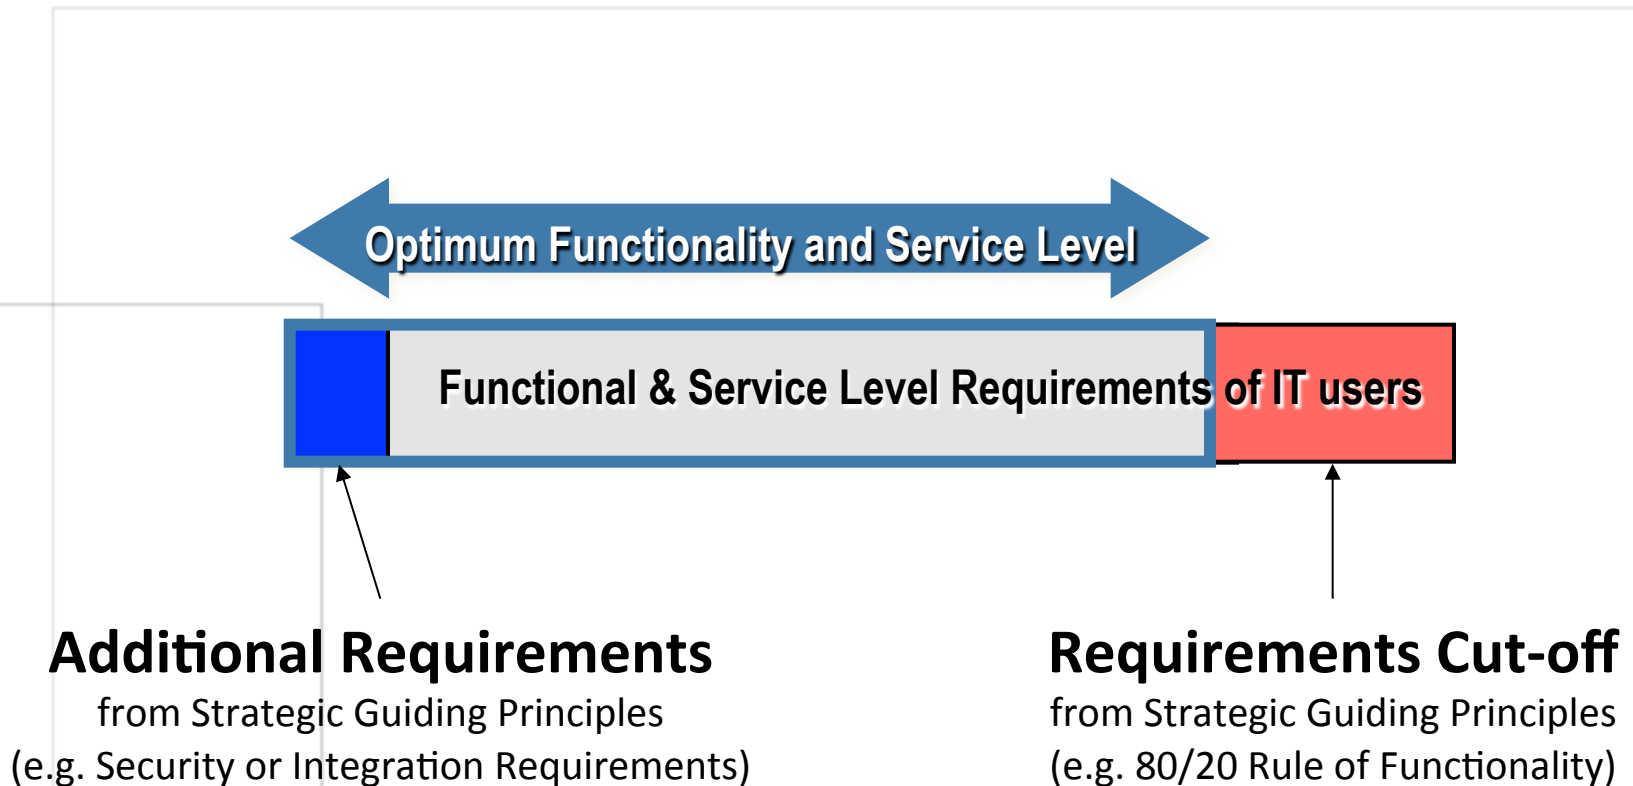 Optimum Functionality and Service Level
Functional & Service Level Requirements of IT users
Additional Requirements
from Strategic Guiding Principles
(e.g. Security or Integration Requirements)
Requirements Cut-off
from Strategic Guiding Principles
(e.g. 80/20 Rule of Functionality)